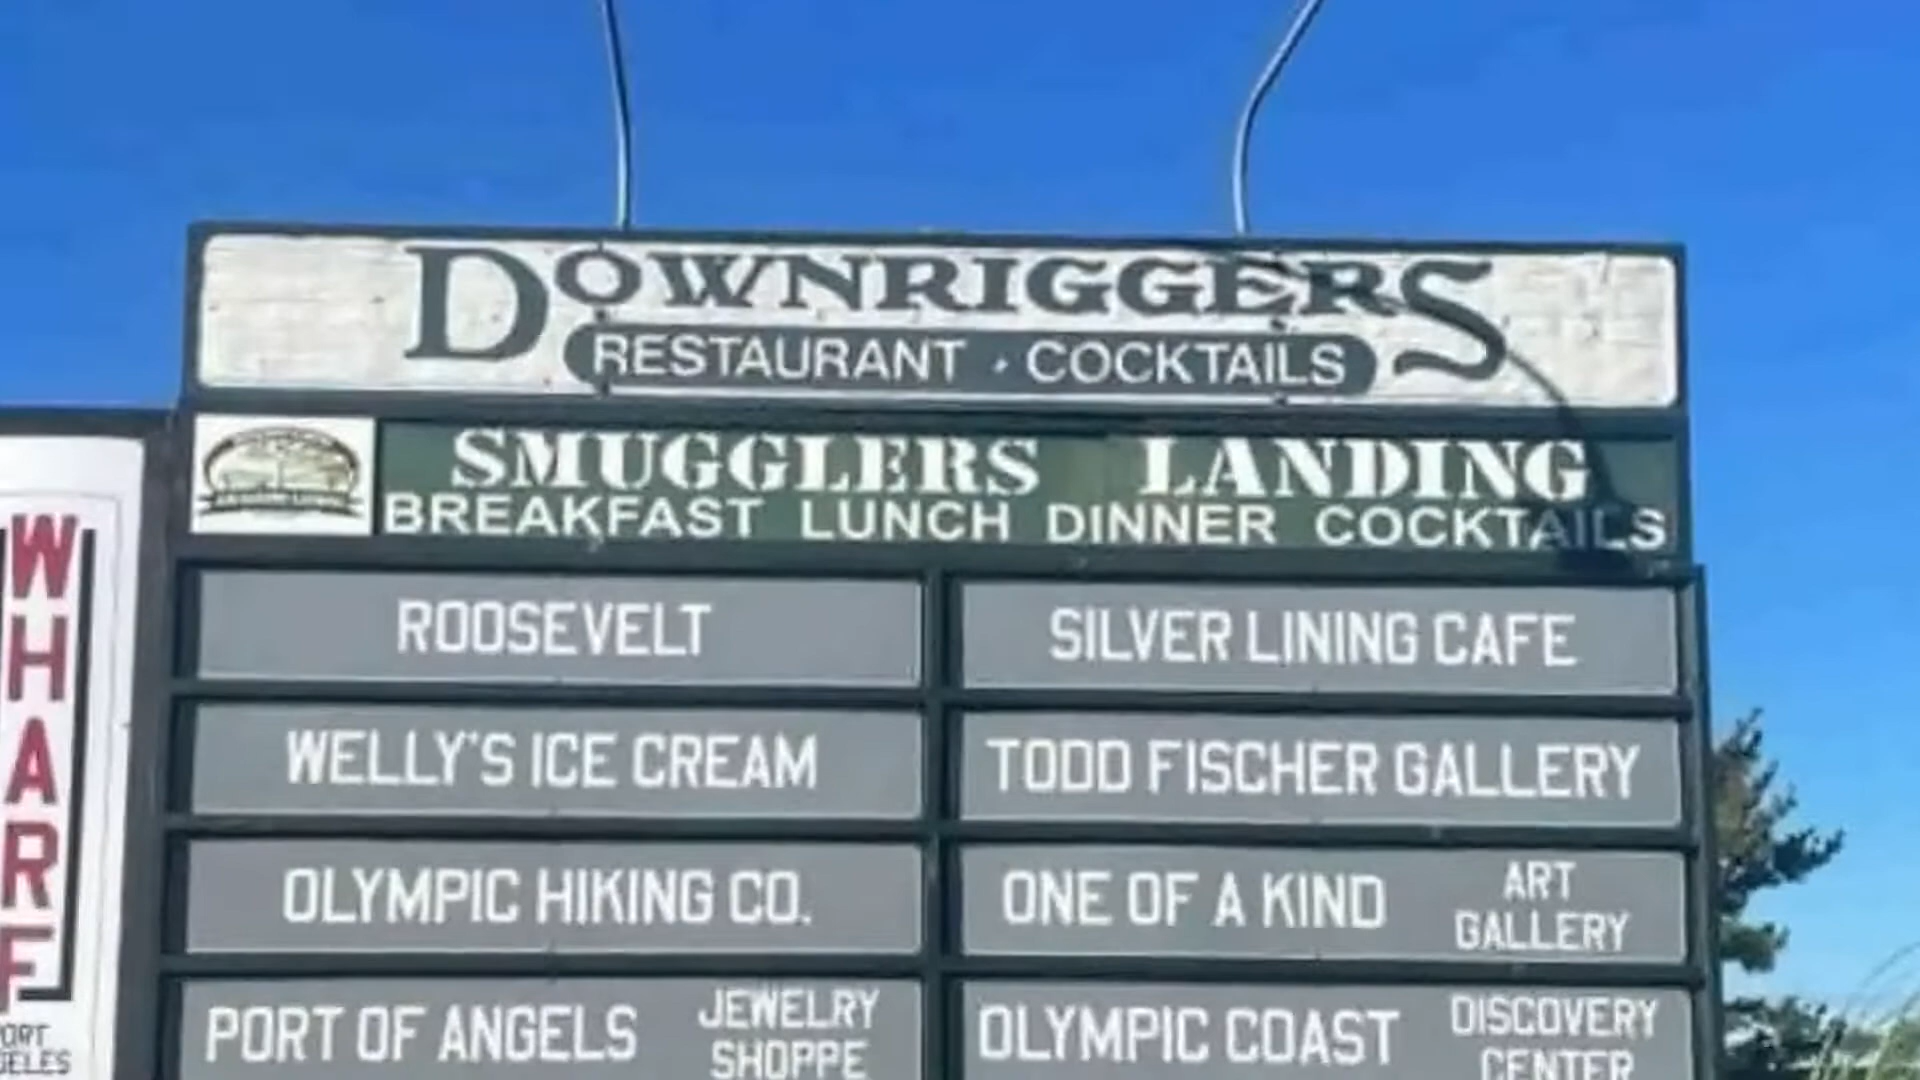 DOWNRIGGERS
RESTAURANT · COCKTAILS
SMUGGLERS LANDING
BREAKFAST LUNCH DINNER COCKTAILS
ROOSEVELT
SILVER LINING CAFE
WELLY'S ICE CREAM
TODD FISCHER GALLERY
OLYMPIC HIKING CO.
ONE OF A KIND
ART
GALLERY
PORT OF ANGELS
JEWELRY
SHOPPE
OLYMPIC COAST
DISCOVERY
CENTER
WHARF